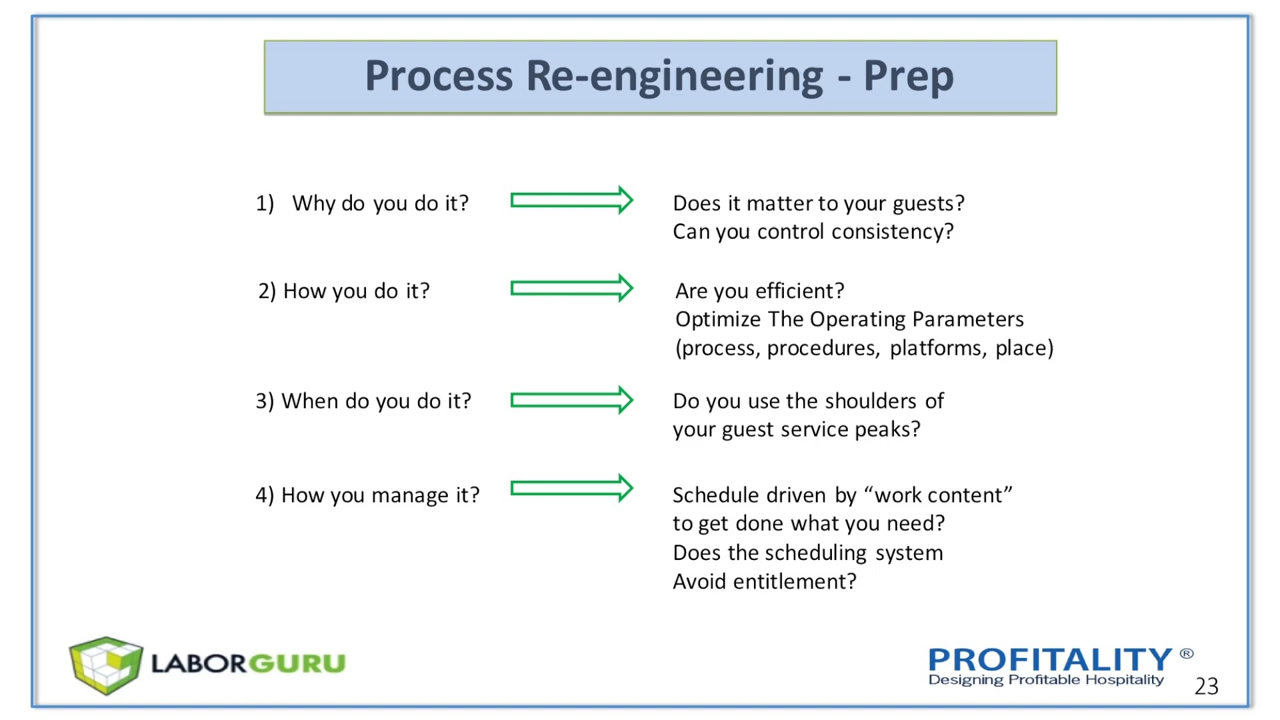 Process Re-engineering - Prep
1) Why do you do it?
Does it matter to your guests?
Can you control consistency?
2) How you do it?
Are you efficient?
Optimize The Operating Parameters
(process, procedures, platforms, place)
3) When do you do it?
Do you use the shoulders of
your guest service peaks?
4) How you manage it?
Schedule driven by “work content”
to get done what you need?
Does the scheduling system
Avoid entitlement?
LABORGURU
PROFITALITY ®
Designing Profitable Hospitality
23